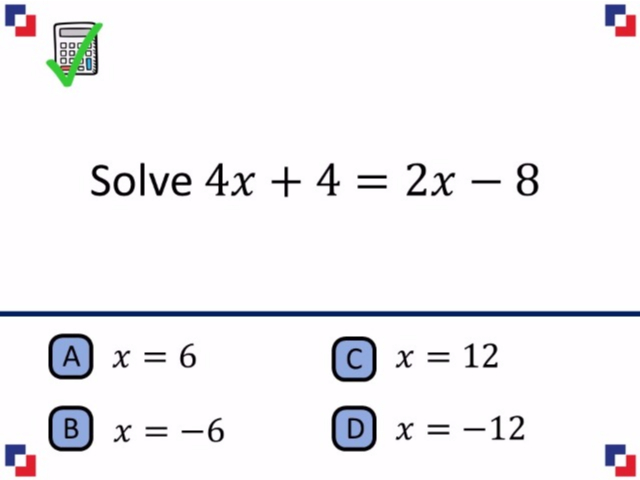 Solve 4x + 4 = 2x − 8
A x = 6
B x = −6
C x = 12
D x = −12